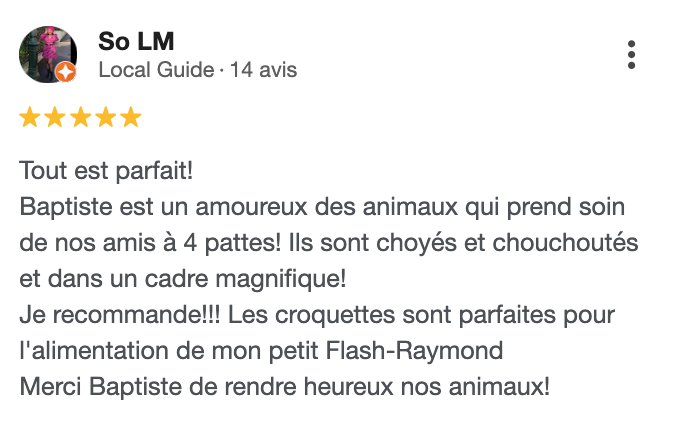 So LM
Local Guide · 14 avis
Tout est parfait!
Baptiste est un amoureux des animaux qui prend soin
de nos amis à 4 pattes! Ils sont choyés et chouchoutés
et dans un cadre magnifique!
Je recommande!!! Les croquettes sont parfaites pour
l'alimentation de mon petit Flash-Raymond
Merci Baptiste de rendre heureux nos animaux!